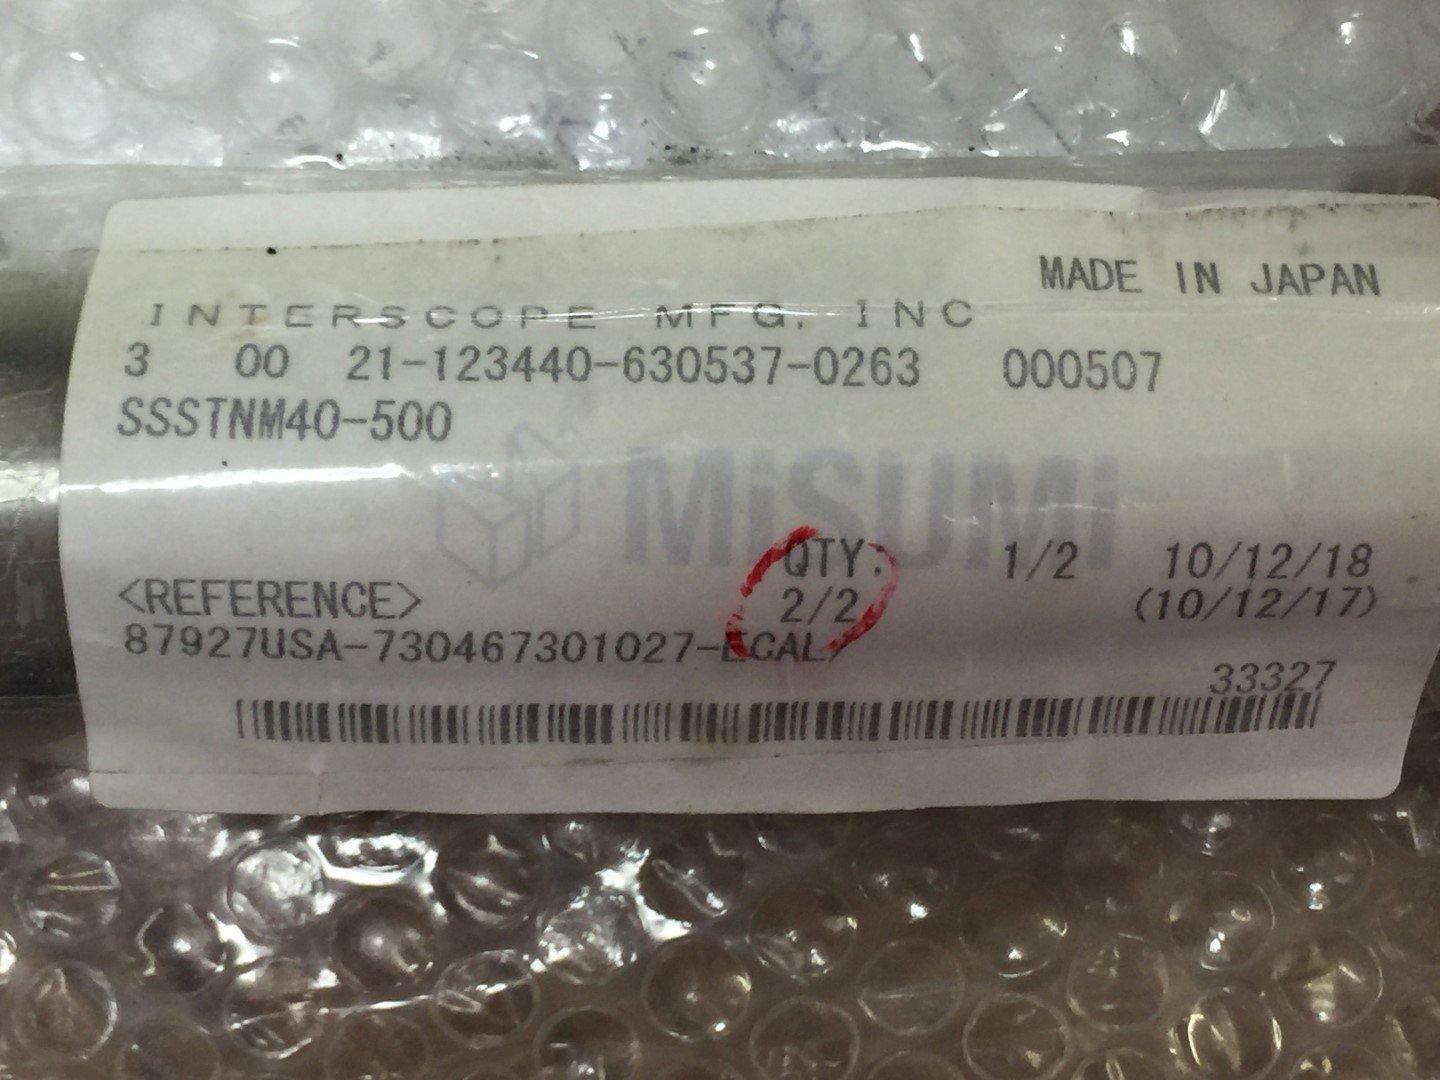 MADE IN JAPAN
INTERSCOPE MFG. INC
3 00 21-123440-630537-0263 000507
SSSTNM40-500
MiSUMi
QTY: 1/2 10/12/18
<REFERENCE> 2/2 (10/12/17)
87927USA-730467301027-ECAL/
33327